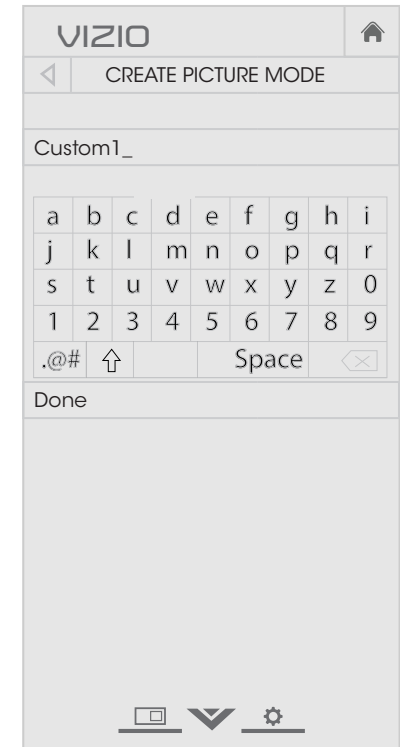 VIZIO
CREATE PICTURE MODE
Custom1_
a b c d e f g h i
j k l m n o p q r
s t u v w x y z 0
1 2 3 4 5 6 7 8 9
.@# Space
Done